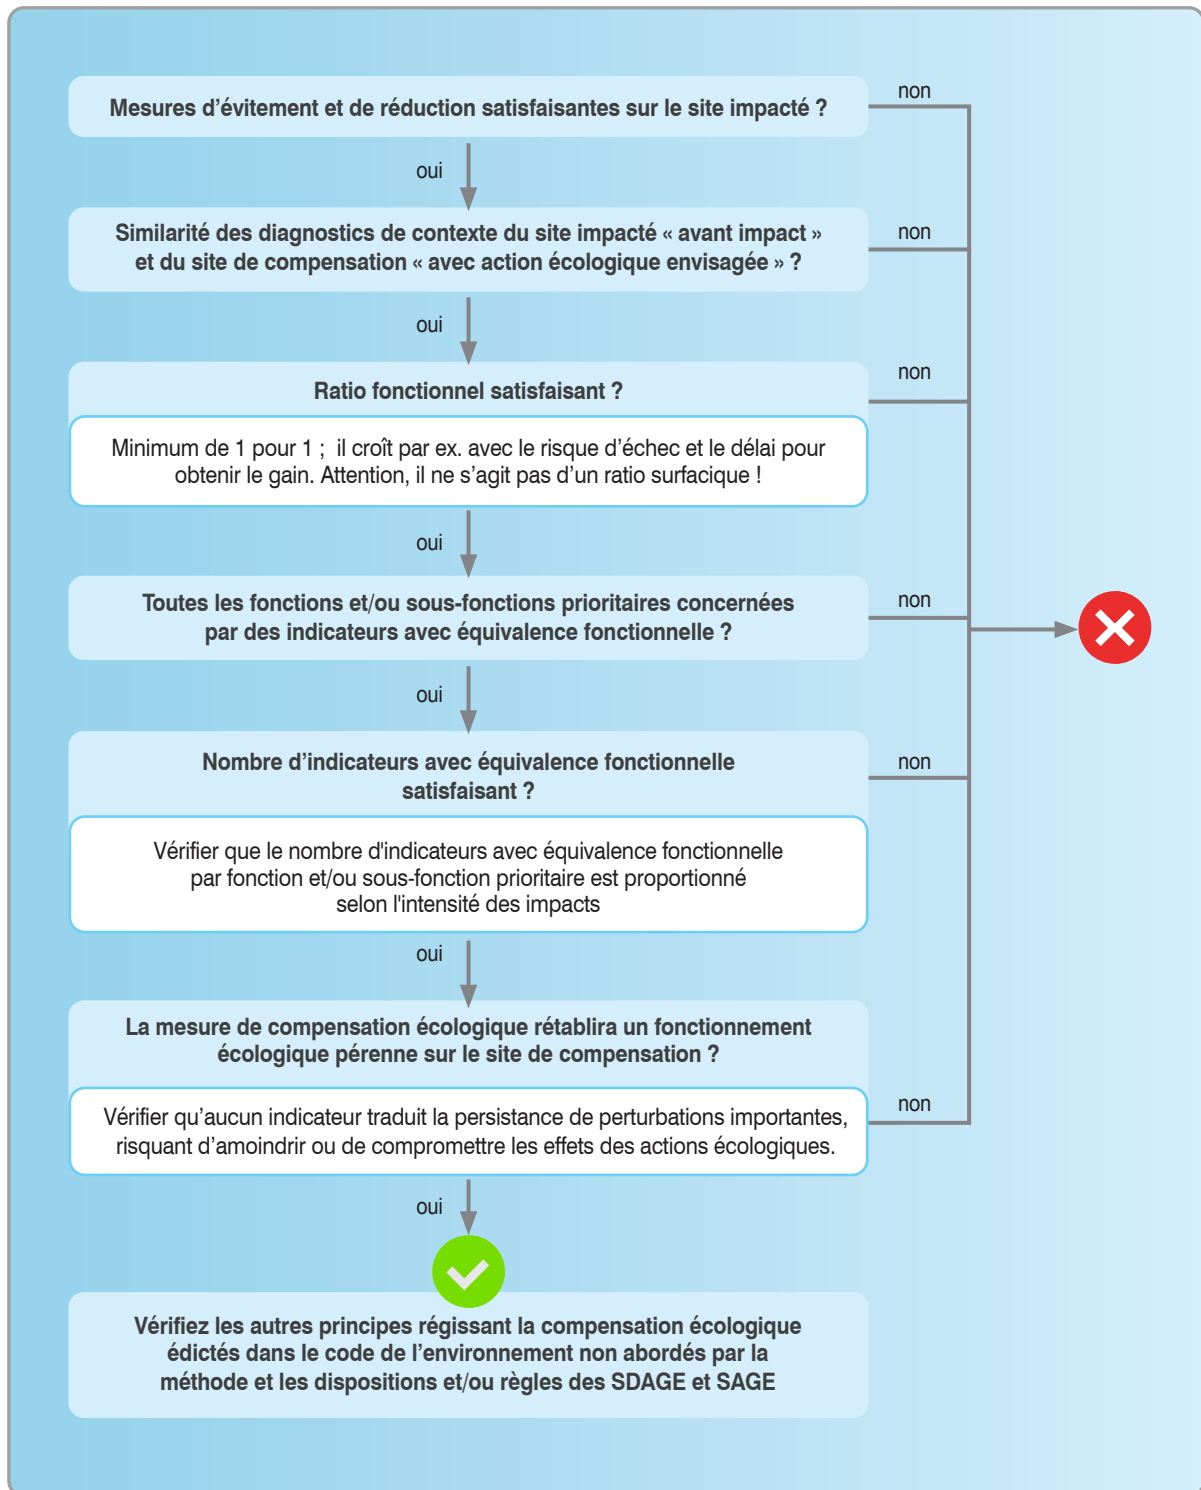 Mesures d’évitement et de réduction satisfaisantes sur le site impacté ?
non
oui
Similarité des diagnostics de contexte du site impacté « avant impact »
et du site de compensation « avec action écologique envisagée » ?
non
oui
Ratio fonctionnel satisfaisant ?
non
Minimum de 1 pour 1 ; il croît par ex. avec le risque d’échec et le délai pour
obtenir le gain. Attention, il ne s’agit pas d’un ratio surfacique !
oui
Toutes les fonctions et/ou sous-fonctions prioritaires concernées
par des indicateurs avec équivalence fonctionnelle ?
non
oui
Nombre d’indicateurs avec équivalence fonctionnelle
satisfaisant ?
non
Vérifier que le nombre d'indicateurs avec équivalence fonctionnelle
par fonction et/ou sous-fonction prioritaire est proportionné
selon l'intensité des impacts
oui
La mesure de compensation écologique rétablira un fonctionnement
écologique pérenne sur le site de compensation ?
Vérifier qu’aucun indicateur traduit la persistance de perturbations importantes,
risquant d’amoindrir ou de compromettre les effets des actions écologiques.
non
oui
Vérifiez les autres principes régissant la compensation écologique
édictés dans le code de l’environnement non abordés par la
méthode et les dispositions et/ou règles des SDAGE et SAGE